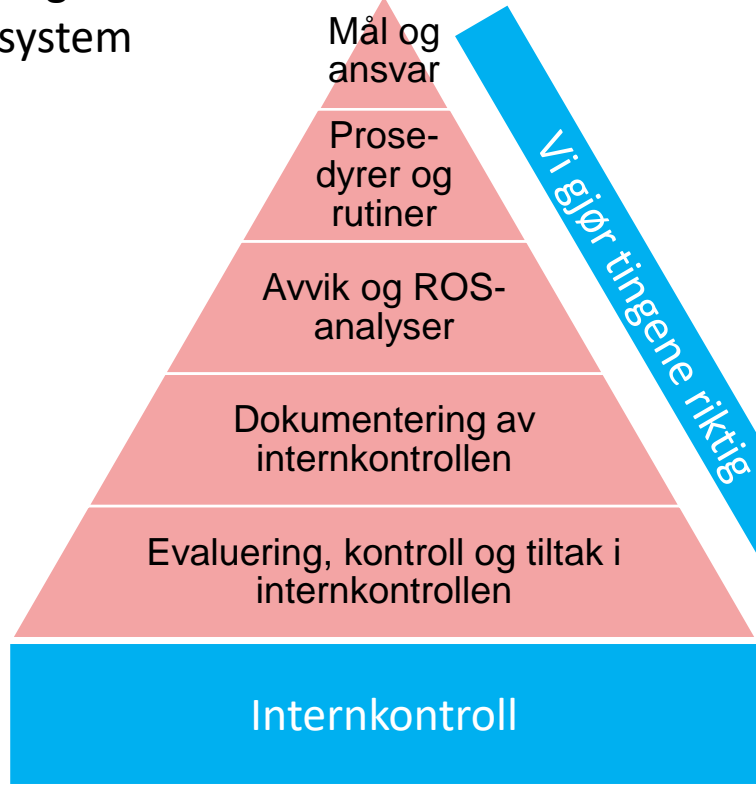 system
Mål og
ansvar
Prose-
dyrer og
rutiner
Avvik og ROS-
analyser
Dokumentering av
internkontrollen
Evaluering, kontroll og tiltak i
internkontrollen
Vi gjør tingene riktig
Internkontroll